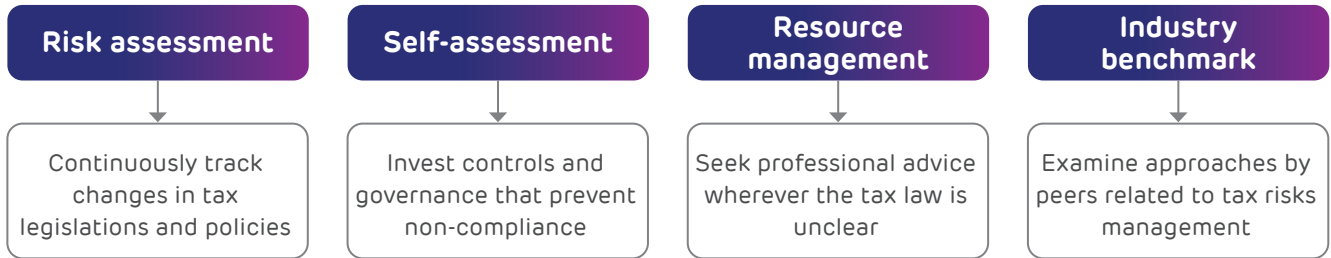 Risk assessment
Continuously track
changes in tax
legislations and policies
Self-assessment
Invest controls and
governance that prevent
non-compliance
Resource
management
Seek professional advice
wherever the tax law is
unclear
Industry
benchmark
Examine approaches by
peers related to tax risks
management